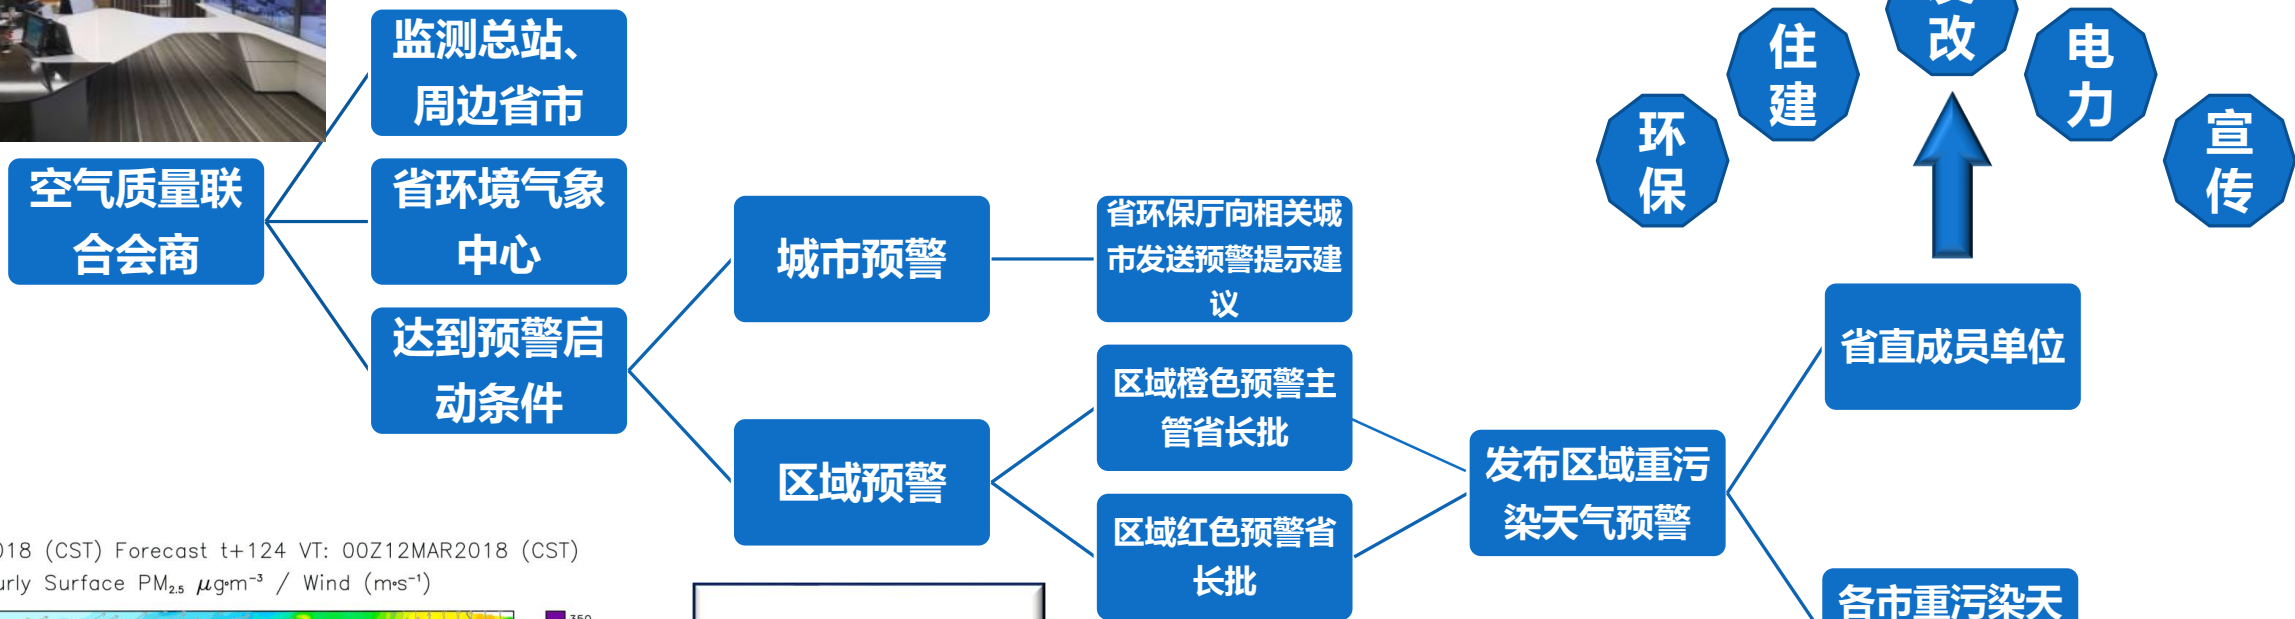 监测总站、
周边省市
空气质量联
合会商
省环境气象
中心
达到预警启
动条件
城市预警
区域预警
省环保厅向相关城
市发送预警提示建
议
区域橙色预警主
管省长批
区域红色预警省
长批
发布区域重污
染天气预警
环
保
住
建
改
电
力
宣
传
省直成员单位
各市重污染天
018 (CST) Forecast t+124 VT: 00Z12MAR2018 (CST)
urly Surface PM₂.₅ μg•m⁻³ / Wind (m•s⁻¹)
350